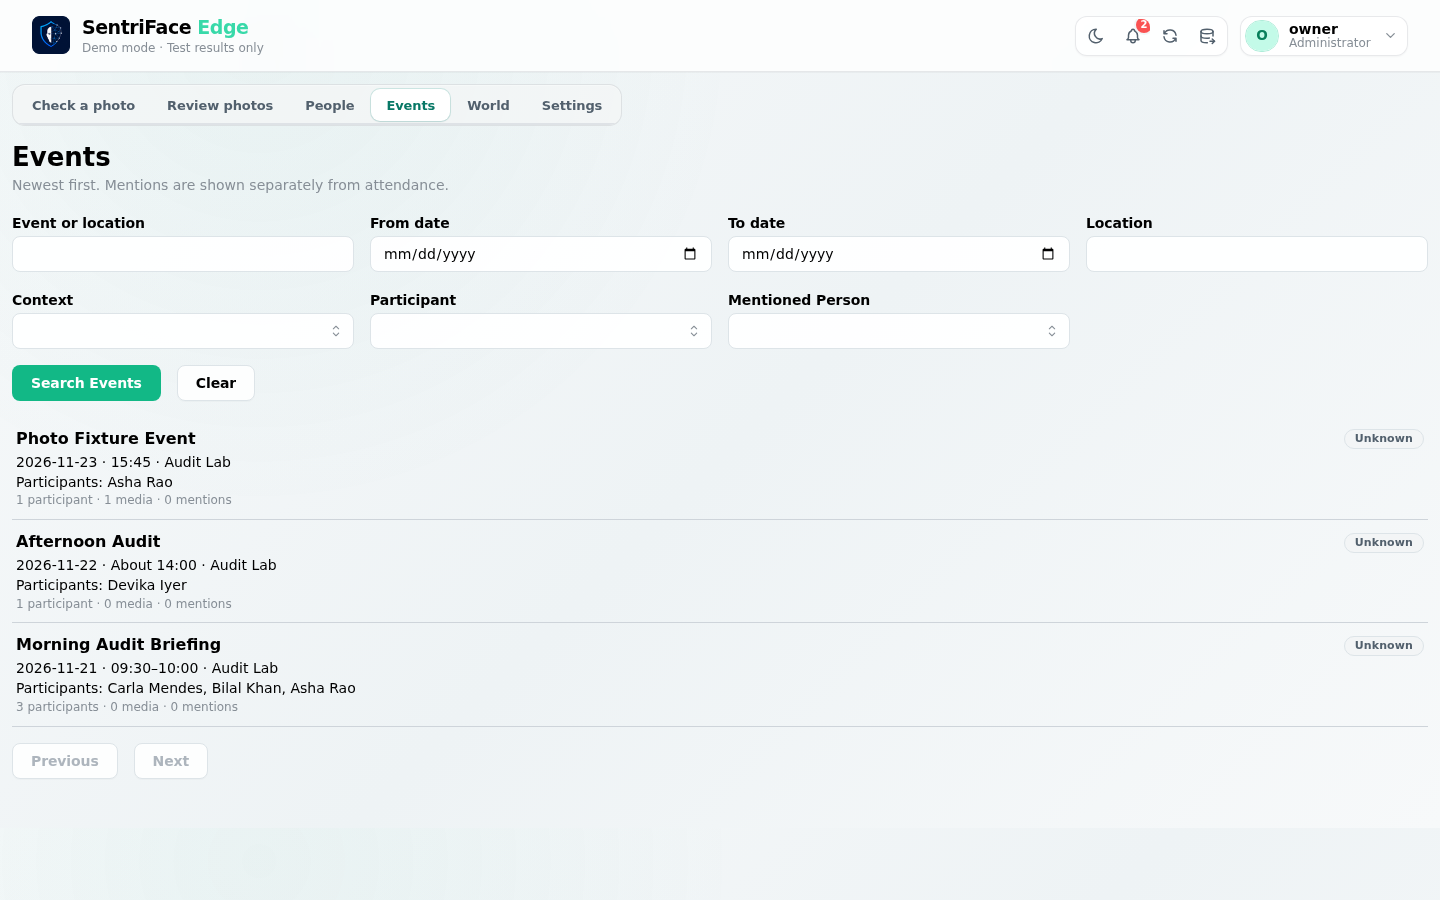 SentriFace Edge
Demo mode · Test results only
2
O
owner
Administrator
Check a photo
Review photos
People
Events
World
Settings
Events
Newest first. Mentions are shown separately from attendance.
Event or location
From date
To date
Location
mm/dd/yyyy
mm/dd/yyyy
Context
Participant
Mentioned Person
Search Events
Clear
Photo Fixture Event
Unknown
2026-11-23 · 15:45 · Audit Lab
Participants: Asha Rao
1 participant · 1 media · 0 mentions
Afternoon Audit
Unknown
2026-11-22 · About 14:00 · Audit Lab
Participants: Devika Iyer
1 participant · 0 media · 0 mentions
Morning Audit Briefing
Unknown
2026-11-21 · 09:30–10:00 · Audit Lab
Participants: Carla Mendes, Bilal Khan, Asha Rao
3 participants · 0 media · 0 mentions
Previous
Next